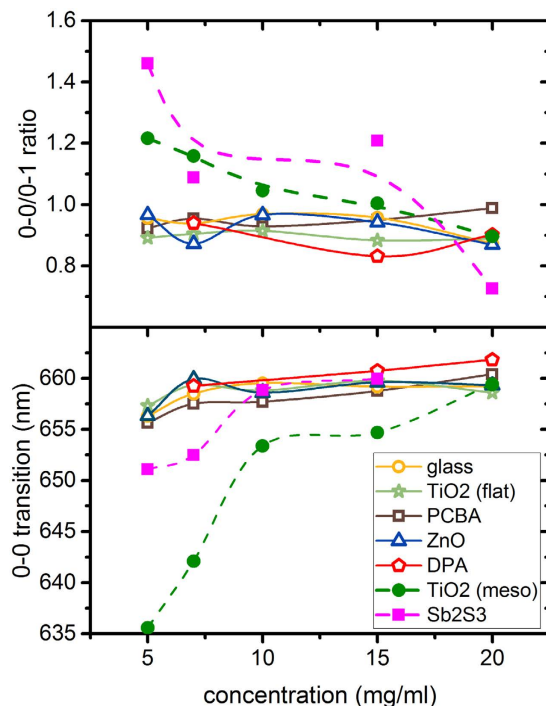 1.6
1.4
1.2
1.0
0.8
0-0/0-1 ratio
660
655
650
645
640
635
0-0 transition (nm)
glass
TiO2 (flat)
PCBA
ZnO
DPA
TiO2 (meso)
Sb2S3
5 10 15 20
concentration (mg/ml)